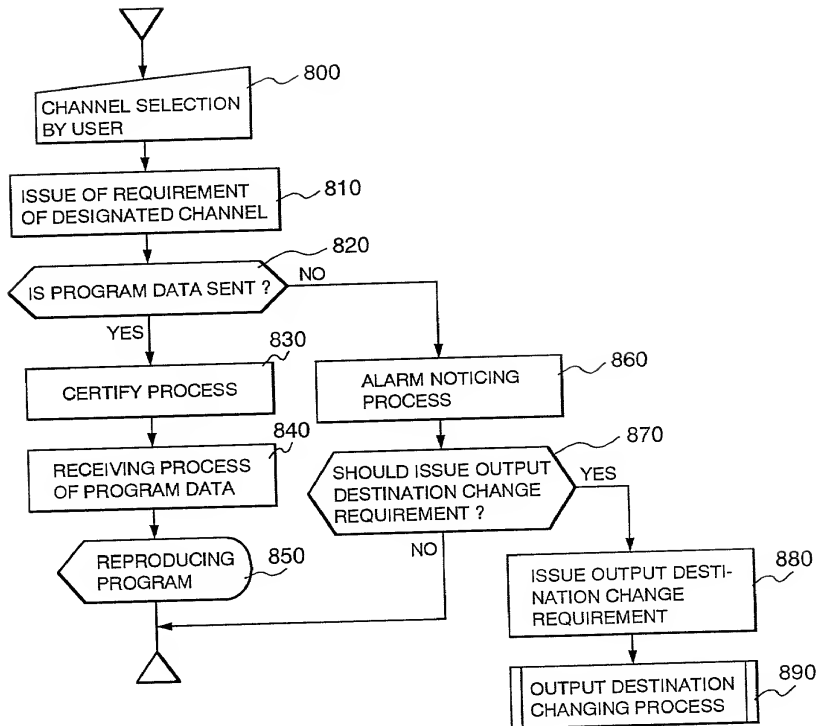 800
CHANNEL SELECTION
BY USER
810
ISSUE OF REQUIREMENT
OF DESIGNATED CHANNEL
820
IS PROGRAM DATA SENT ?
NO
YES
830
CERTIFY PROCESS
860
ALARM NOTICING
PROCESS
840
RECEIVING PROCESS
OF PROGRAM DATA
870
SHOULD ISSUE OUTPUT
DESTINATION CHANGE
REQUIREMENT ?
YES
NO
850
REPRODUCING
PROGRAM
880
ISSUE OUTPUT DESTI-
NATION CHANGE
REQUIREMENT
890
OUTPUT DESTINATION
CHANGING PROCESS